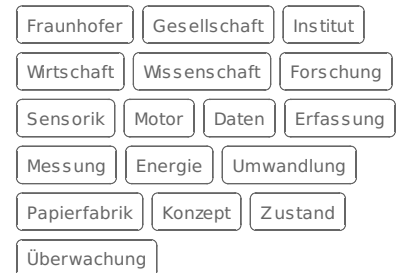 Fraunhofer Gesellschaft Institut
Wirtschaft Wissenschaft Forschung
Sensorik Motor Daten Erfassung
Messung Energie Umwandlung
Papierfabrik Konzept Zustand
Überwachung